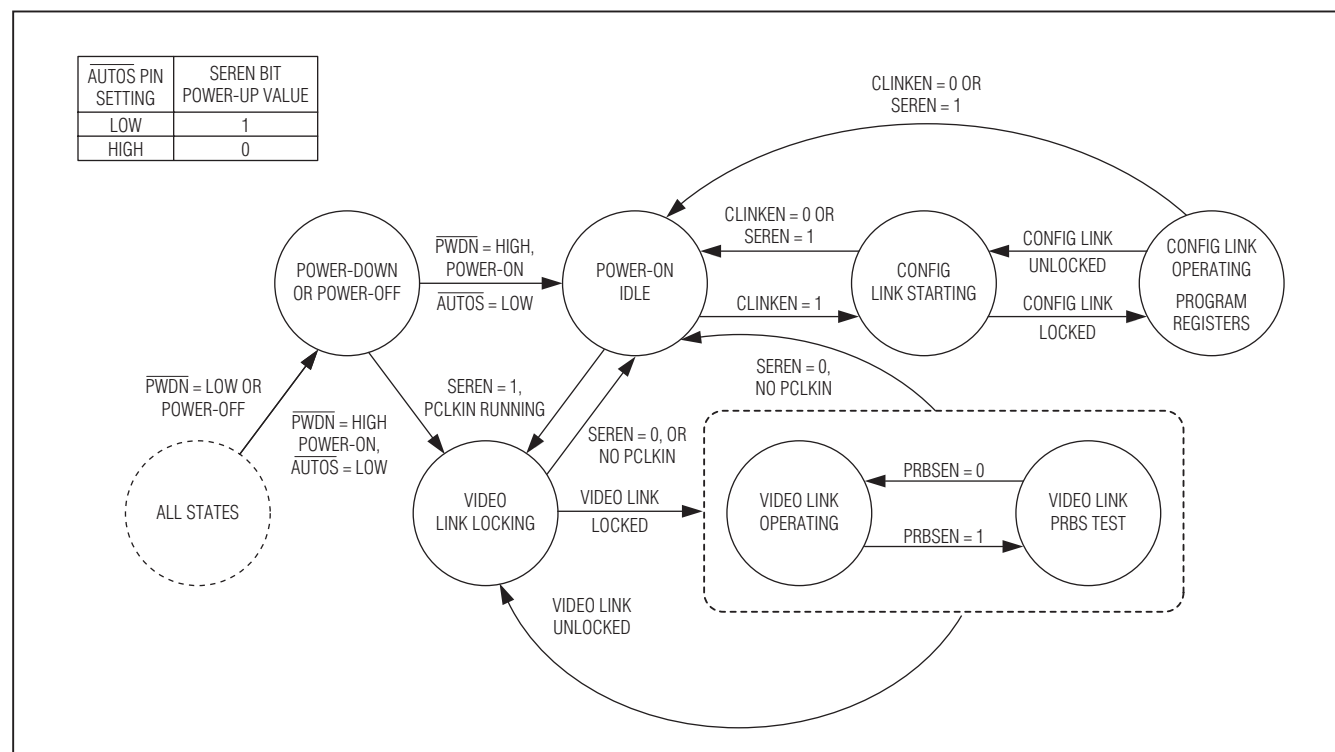 AUTOS PIN
SETTING
SEREN BIT
POWER-UP VALUE
LOW
1
HIGH
0
CLINKEN = 0 OR
SEREN = 1
POWER-DOWN
OR POWER-OFF
PWDN = HIGH,
POWER-ON
AUTOS = LOW
POWER-ON
IDLE
CLINKEN = 0 OR
SEREN = 1
CLINKEN = 1
CONFIG
LINK STARTING
CONFIG LINK
UNLOCKED
CONFIG LINK
LOCKED
CONFIG LINK
OPERATING
PROGRAM
REGISTERS
PWDN = LOW OR
POWER-OFF
PWDN = HIGH
POWER-ON,
AUTOS = LOW
SEREN = 1,
PCLKIN RUNNING
SEREN = 0, OR
NO PCLKIN
SEREN = 0,
NO PCLKIN
ALL STATES
VIDEO
LINK LOCKING
VIDEO LINK
LOCKED
VIDEO LINK
OPERATING
PRBSEN = 0
PRBSEN = 1
VIDEO LINK
PRBS TEST
VIDEO LINK
UNLOCKED